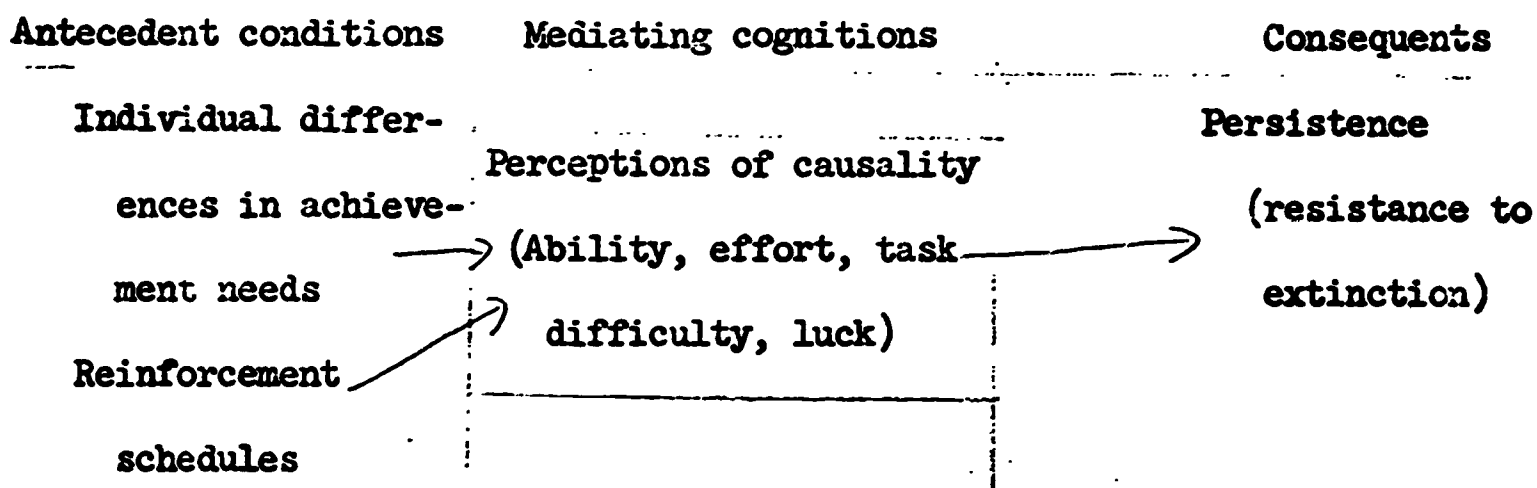 Antecedent conditions Mediating cognitions Consequents
Individual differ-
ences in achieve-
ment needs
Reinforcement
schedules
Perceptions of causality
(Ability, effort, task
difficulty, luck)
Persistence
(resistance to
extinction)